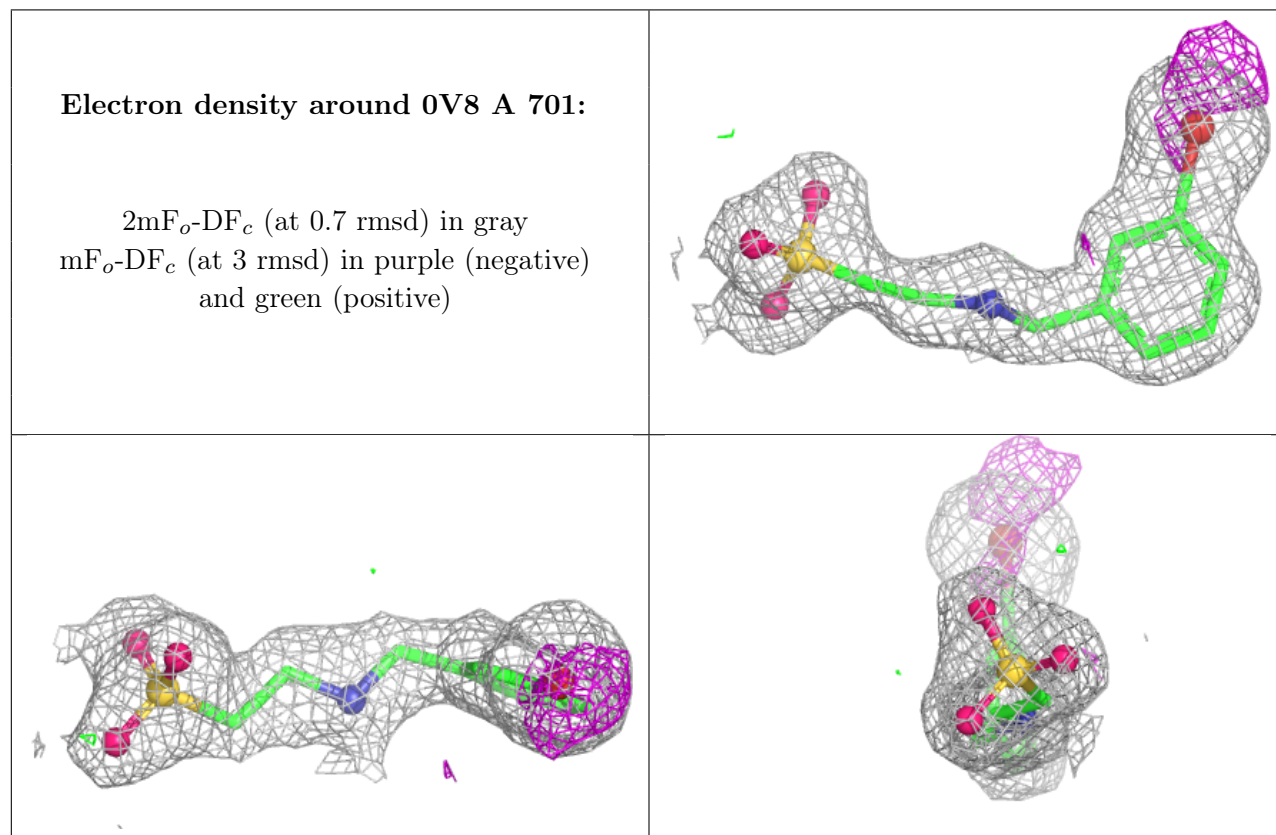 Electron density around 0V8 A 701:
2mFo-DFc (at 0.7 rmsd) in gray
mFo-DFc (at 3 rmsd) in purple (negative)
and green (positive)